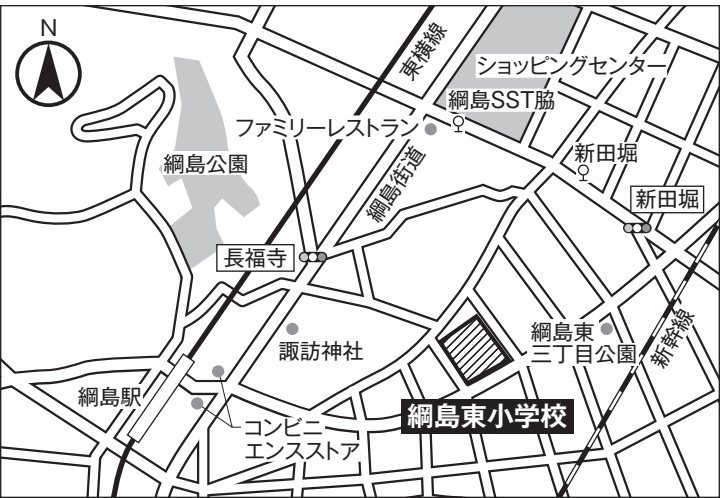 N
東横線
ショッピングセンター
綱島SST脇
ファミリーレストラン
新田堀
綱島公園
綱島街道
新田堀
長福寺
諏訪神社
綱島東
三丁目公園
新幹線
綱島駅
綱島東小学校
コンビニ
エンスストア